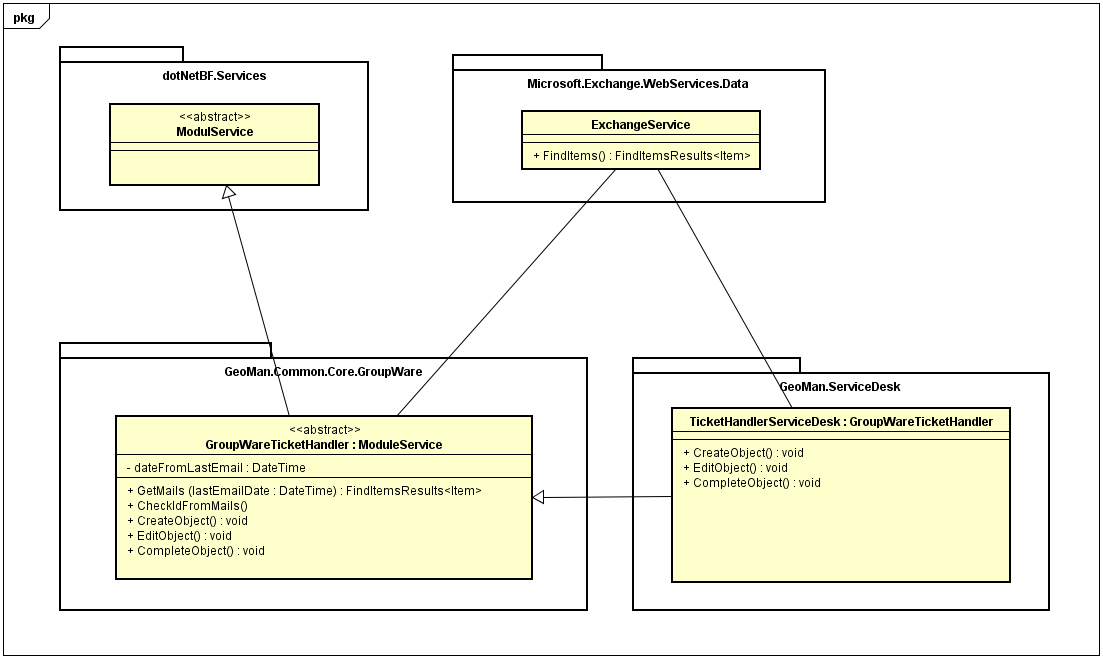 pkg
dotNetBF.Services
<<abstract>>
ModulService
Microsoft.Exchange.WebServices.Data
ExchangeService
+ FindItems() : FindItemsResults<Item>
GeoMan.Common.Core.GroupWare
<<abstract>>
GroupWareTicketHandler : ModuleService
- dateFromLastEmail : DateTime
+ GetMails (lastEmailDate : DateTime) : FindItemsResults<Item>
+ CheckIdFromMails()
+ CreateObject() : void
+ EditObject() : void
+ CompleteObject() : void
GeoMan.ServiceDesk
TicketHandlerServiceDesk : GroupWareTicketHandler
+ CreateObject() : void
+ EditObject() : void
+ CompleteObject() : void